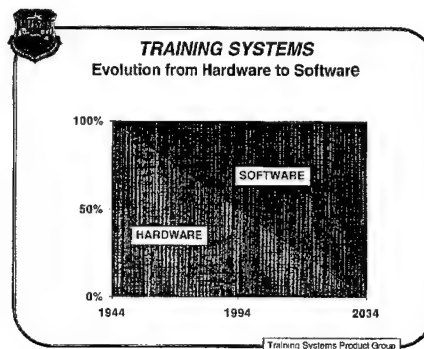 TRAINING SYSTEMS
Evolution from Hardware to Software
100%
SOFTWARE
50%
HARDWARE
0%
1944 1994 2034
Training Systems Product Group